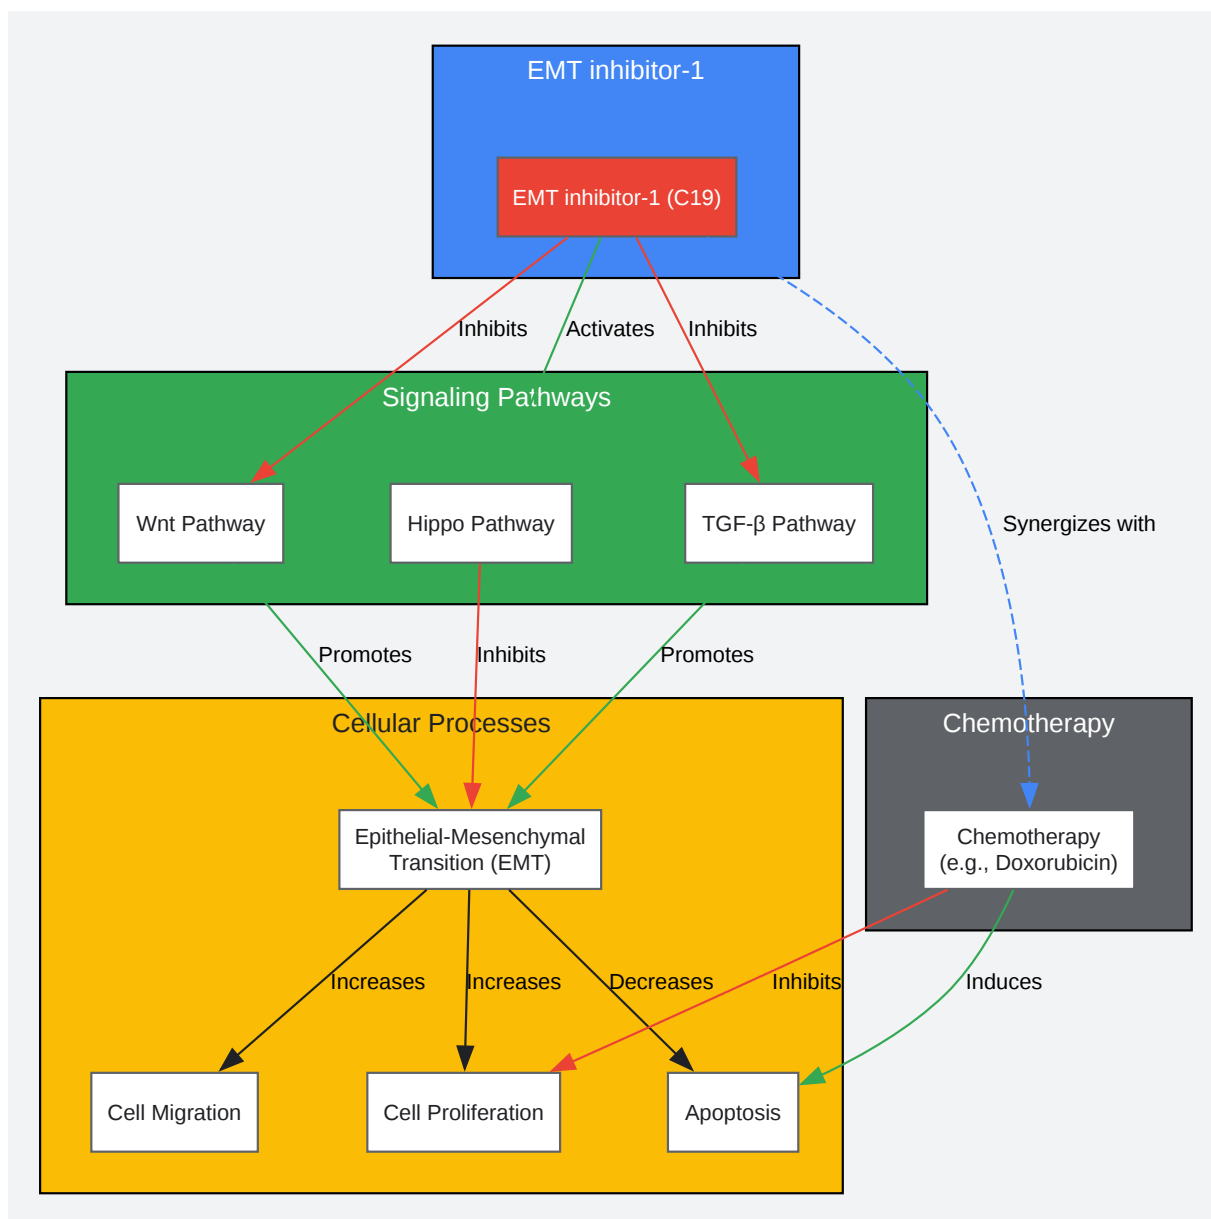 EMT inhibitor-1
EMT inhibitor-1 (C19)
Inhibits
Activates
Inhibits
Signaling Pathways
Wnt Pathway
Hippo Pathway
TGF-β Pathway
Synergizes with
Promotes
Inhibits
Promotes
Cellular Processes
Chemotherapy
Epithelial-Mesenchymal
Transition (EMT)
Chemotherapy
(e.g., Doxorubicin)
Increases
Increases
Decreases
Inhibits
Induces
Cell Migration
Cell Proliferation
Apoptosis